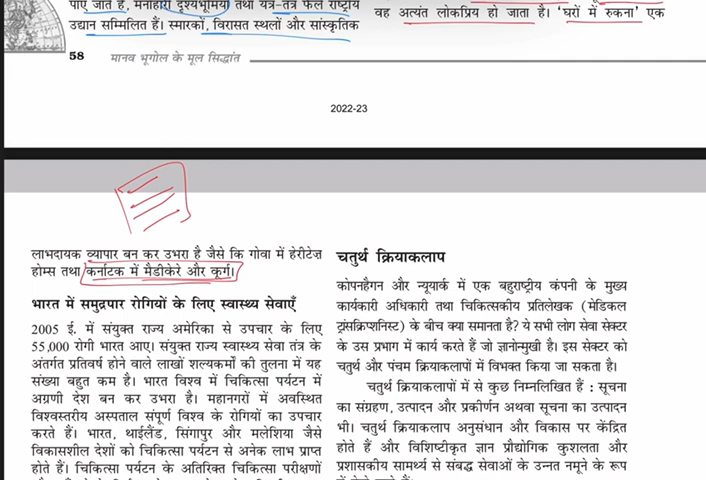 पाए जाते हैं, मनोहारी दृश्यभूमियाँ तथा यत्र-तत्र फैले राष्ट्रीय
उद्यान सम्मिलित हैं। स्मारकों, विरासत स्थलों और सांस्कृतिक
वह अत्यंत लोकप्रिय हो जाता है। 'घरों में रुकना' एक
58 मानव भूगोल के मूल सिद्धांत
2022-23
लाभदायक व्यापार बन कर उभरा है जैसे कि गोवा में हेरीटेज़
होम्स तथा कर्नाटक में मैडीकेरे और कूर्ग।
भारत में समुद्रपार रोगियों के लिए स्वास्थ्य सेवाएँ
2005 ई. में संयुक्त राज्य अमेरिका से उपचार के लिए
55,000 रोगी भारत आए। संयुक्त राज्य स्वास्थ्य सेवा तंत्र के
अंतर्गत प्रतिवर्ष होने वाले लाखों शल्यकर्मों की तुलना में यह
संख्या बहुत कम है। भारत विश्व में चिकित्सा पर्यटन में
अग्रणी देश बन कर उभरा है। महानगरों में अवस्थित
विश्वस्तरीय अस्पताल संपूर्ण विश्व के रोगियों का उपचार
करते हैं। भारत, थाईलैंड, सिंगापुर और मलेशिया जैसे
विकासशील देशों को चिकित्सा पर्यटन से अनेक लाभ प्राप्त
होते हैं। चिकित्सा पर्यटन के अतिरिक्त चिकित्सा परीक्षणों
चतुर्थ क्रियाकलाप
कोपनहैगन और न्यूयार्क में एक बहुराष्ट्रीय कंपनी के मुख्य
कार्यकारी अधिकारी तथा चिकित्सकीय प्रतिलेखक (मेडिकल
ट्रांसक्रिप्शनिस्ट) के बीच क्या समानता है? ये सभी लोग सेवा सेक्टर
के उस प्रभाग में कार्य करते हैं जो ज्ञानोन्मुखी है। इस सेक्टर को
चतुर्थ और पंचम क्रियाकलापों में विभक्त किया जा सकता है।
चतुर्थ क्रियाकलापों में से कुछ निम्नलिखित हैं : सूचना
का संग्रहण, उत्पादन और प्रकीर्णन अथवा सूचना का उत्पादन
भी। चतुर्थ क्रियाकलाप अनुसंधान और विकास पर केंद्रित
होते हैं और विशिष्टीकृत ज्ञान प्रौद्योगिक कुशलता और
प्रशासकीय सामर्थ्य से संबद्ध सेवाओं के उन्नत नमूने के रूप